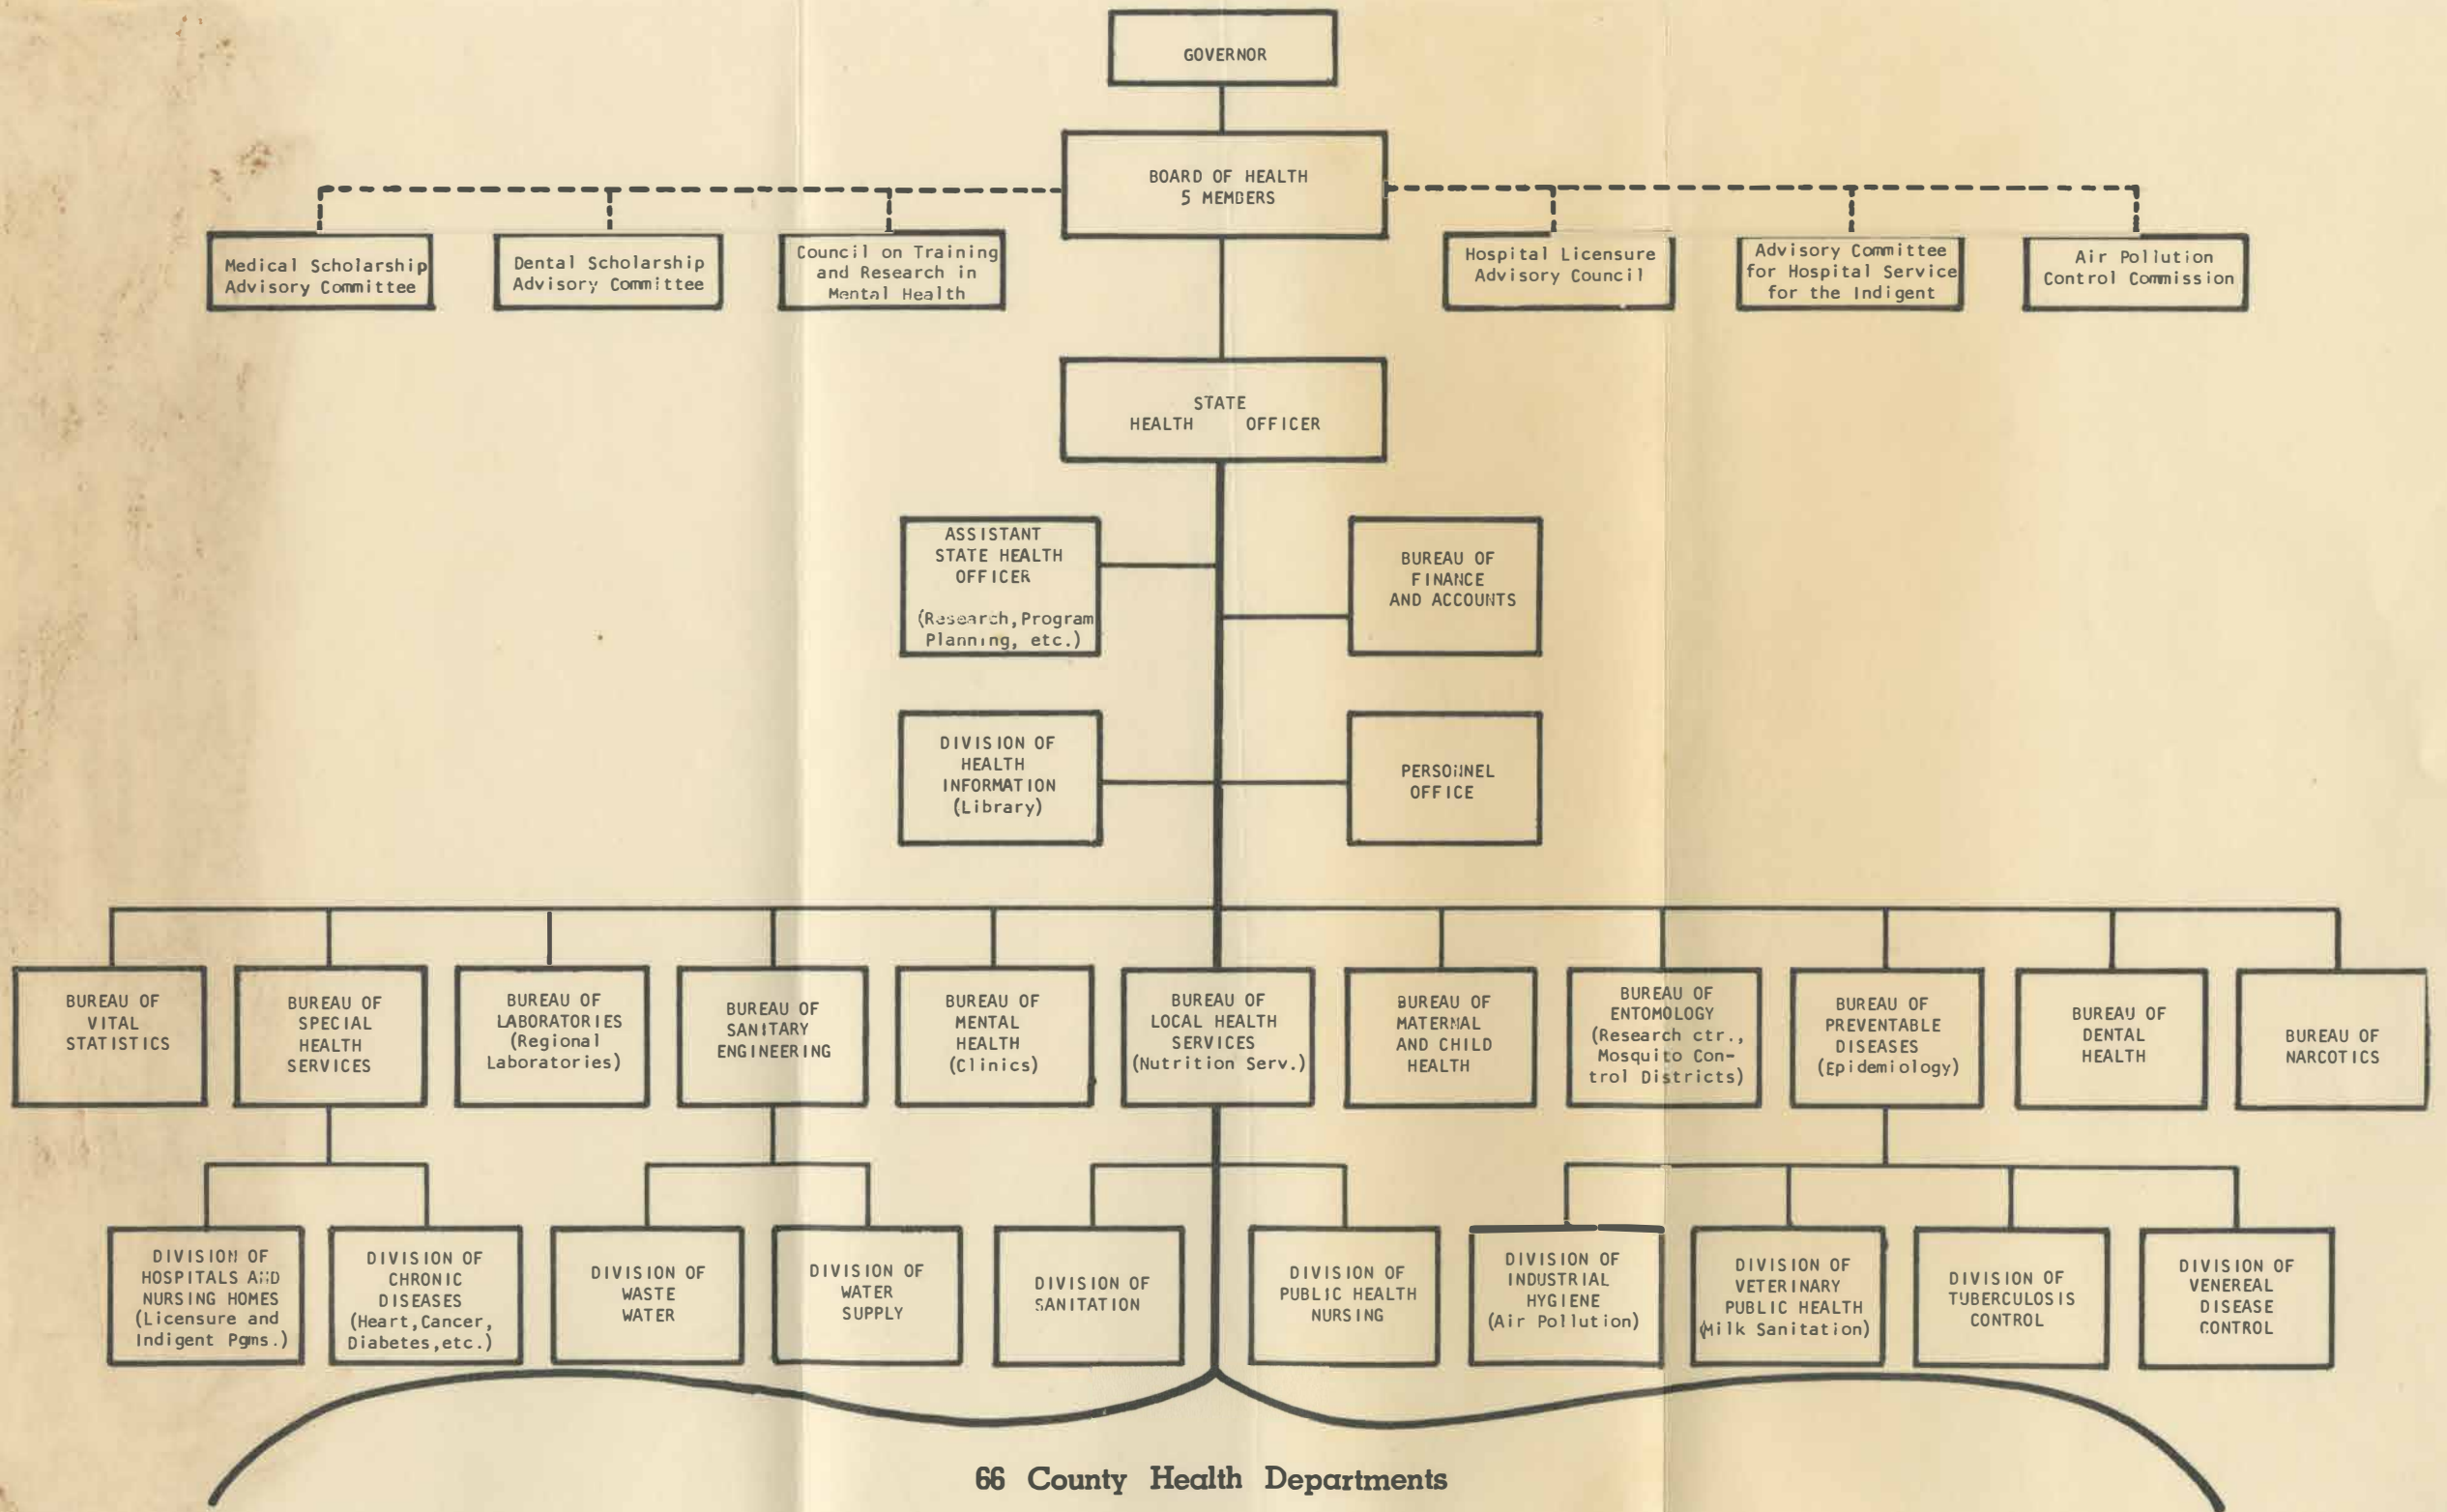 GOVERNOR
BOARD OF HEALTH
5 MEMBERS
Medical Scholarship
Advisory Committee
Dental Scholarship
Advisory Committee
Council on Training
and Research in
Mental Health
Hospital Licensure
Advisory Council
Advisory Committee
for Hospital Service
for the Indigent
Air Pollution
Control Commission
STATE
HEALTH OFFICER
ASSISTANT
STATE HEALTH
OFFICER
(Research, Program
Planning, etc.)
BUREAU OF
FINANCE
AND ACCOUNTS
DIVISION OF
HEALTH
INFORMATION
(Library)
PERSONNEL
OFFICE
BUREAU OF
VITAL
STATISTICS
BUREAU OF
SPECIAL
HEALTH
SERVICES
BUREAU OF
LABORATORIES
(Regional
Laboratories)
BUREAU OF
SANITARY
ENGINEERING
BUREAU OF
MENTAL
HEALTH
(Clinics)
BUREAU OF
LOCAL HEALTH
SERVICES
(Nutrition Serv.)
BUREAU OF
MATERNAL
AND CHILD
HEALTH
BUREAU OF
ENTOMOLOGY
(Research ctr.,
Mosquito Con-
trol Districts)
BUREAU OF
PREVENTABLE
DISEASES
(Epidemiology)
BUREAU OF
DENTAL
HEALTH
BUREAU OF
NARCOTICS
DIVISION OF
HOSPITALS AND
NURSING HOMES
(Licensure and
Indigent Pgms.)
DIVISION OF
CHRONIC
DISEASES
(Heart,Cancer,
Diabetes,etc.)
DIVISION OF
WASTE
WATER
DIVISION OF
WATER
SUPPLY
DIVISION OF
SANITATION
DIVISION OF
PUBLIC HEALTH
NURSING
DIVISION OF
INDUSTRIAL
HYGIENE
(Air Pollution)
DIVISION OF
VETERINARY
PUBLIC HEALTH
(Milk Sanitation)
DIVISION OF
TUBERCULOSIS
CONTROL
DIVISION OF
VENEREAL
DISEASE
CONTROL
66 County Health Departments